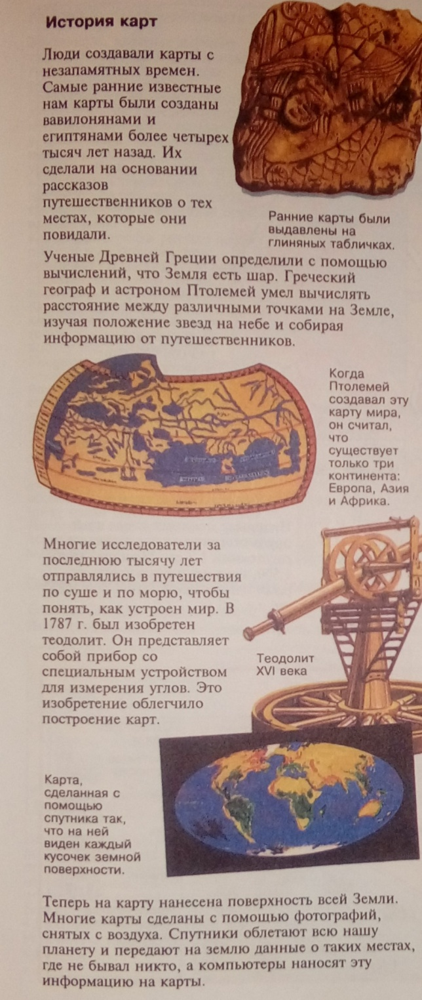 История карт
Люди создавали карты с
незапамятных времен.
Самые ранние известные
нам карты были созданы
вавилонянами и
египтянами более четырех
тысяч лет назад. Их
сделали на основании
рассказов
путешественников о тех
местах, которые они
повидали.
Ранние карты были
выдавлены на
глиняных табличках.
Ученые Древней Греции определили с помощью
вычислений, что Земля есть шар. Греческий
географ и астроном Птолемей умел вычислять
расстояние между различными точками на Земле,
изучая положение звезд на небе и собирая
информацию от путешественников.
Когда
Птолемей
создавал эту
карту мира,
он считал,
что
существует
только три
континента:
Европа, Азия
и Африка.
Многие исследователи за
последнюю тысячу лет
отправлялись в путешествия
по суше и по морю, чтобы
понять, как устроен мир. В
1787 г. был изобретен
теодолит. Он представляет
собой прибор со
специальным устройством
для измерения углов. Это
изобретение облегчило
построение карт.
Теодолит
XVI века
Карта,
сделанная с
помощью
спутника так,
что на ней
виден каждый
кусочек земной
поверхности.
Теперь на карту нанесена поверхность всей Земли.
Многие карты сделаны с помощью фотографий,
снятых с воздуха. Спутники облетают всю нашу
планету и передают на землю данные о таких местах,
где не бывал никто, а компьютеры наносят эту
информацию на карты.